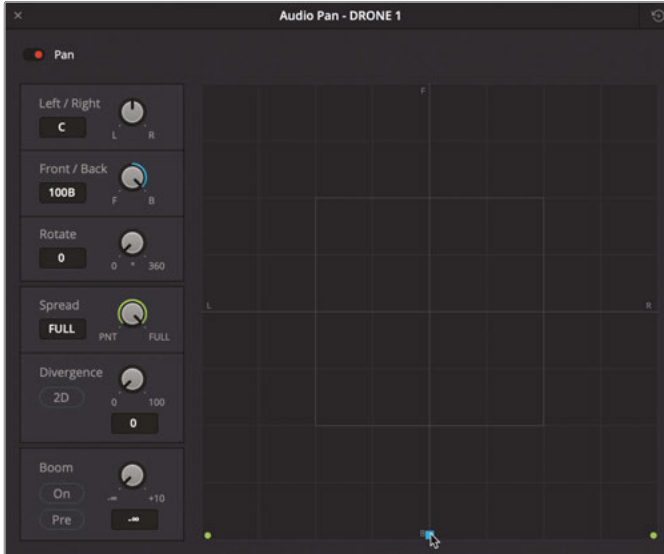 × Audio Pan - DRONE 1
Pan
Left / Right
C
L R
Front / Back
100B
F B
Rotate
0
0 ° 360
Spread
FULL
PNT FULL
Divergence
2D
0 100
0
Boom
On
-∞ +10
Pre
-∞
F
L R